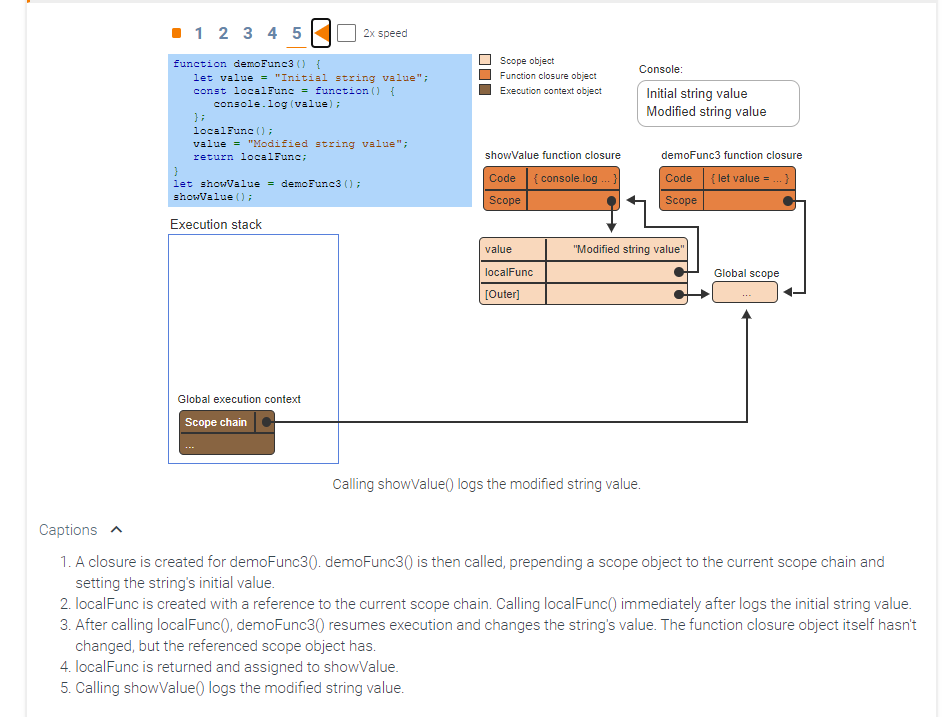 1 2 3 4 5 2x speed
function demoFunc3() {
let value = "Initial string value";
const localFunc = function() {
console.log(value);
};
localFunc();
value = "Modified string value";
return localFunc;
}
let showValue = demoFunc3();
showValue();
Scope object
Function closure object
Execution context object
Console:
Initial string value
Modified string value
showValue function closure
Code { console.log ... }
Scope
demoFunc3 function closure
Code { let value = ... }
Scope
value "Modified string value"
localFunc
[Outer]
Global scope
...
Execution stack
Global execution context
Scope chain
...
Calling showValue() logs the modified string value.
Captions
1. A closure is created for demoFunc3(). demoFunc3() is then called, prepending a scope object to the current scope chain and
setting the string's initial value.
2. localFunc is created with a reference to the current scope chain. Calling localFunc() immediately after logs the initial string value.
3. After calling localFunc(), demoFunc3() resumes execution and changes the string's value. The function closure object itself hasn't
changed, but the referenced scope object has.
4. localFunc is returned and assigned to showValue.
5. Calling showValue() logs the modified string value.